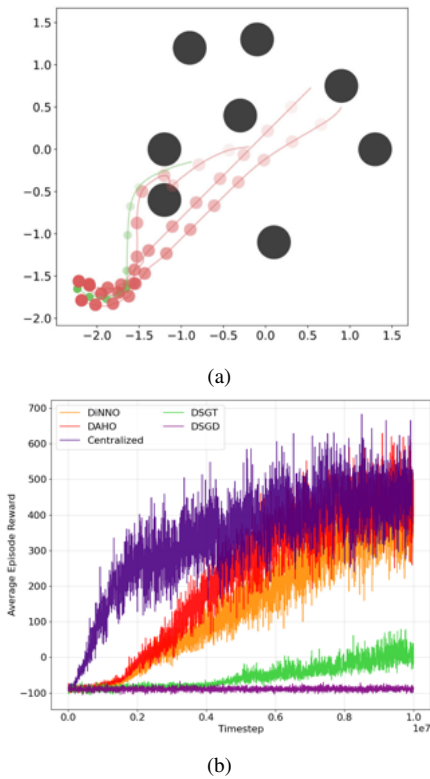 1.5
1.0
0.5
0.0
−0.5
−1.0
−1.5
−2.0
−2.0 −1.5 −1.0 −0.5 0.0 0.5 1.0 1.5
(a)
700
600
500
400
300
200
100
0
−100
Average Episode Reward
DiNNO DSGT
DAHO DSGD
Centralized
0.0 0.2 0.4 0.6 0.8 1.0
Timestep 1e7
(b)